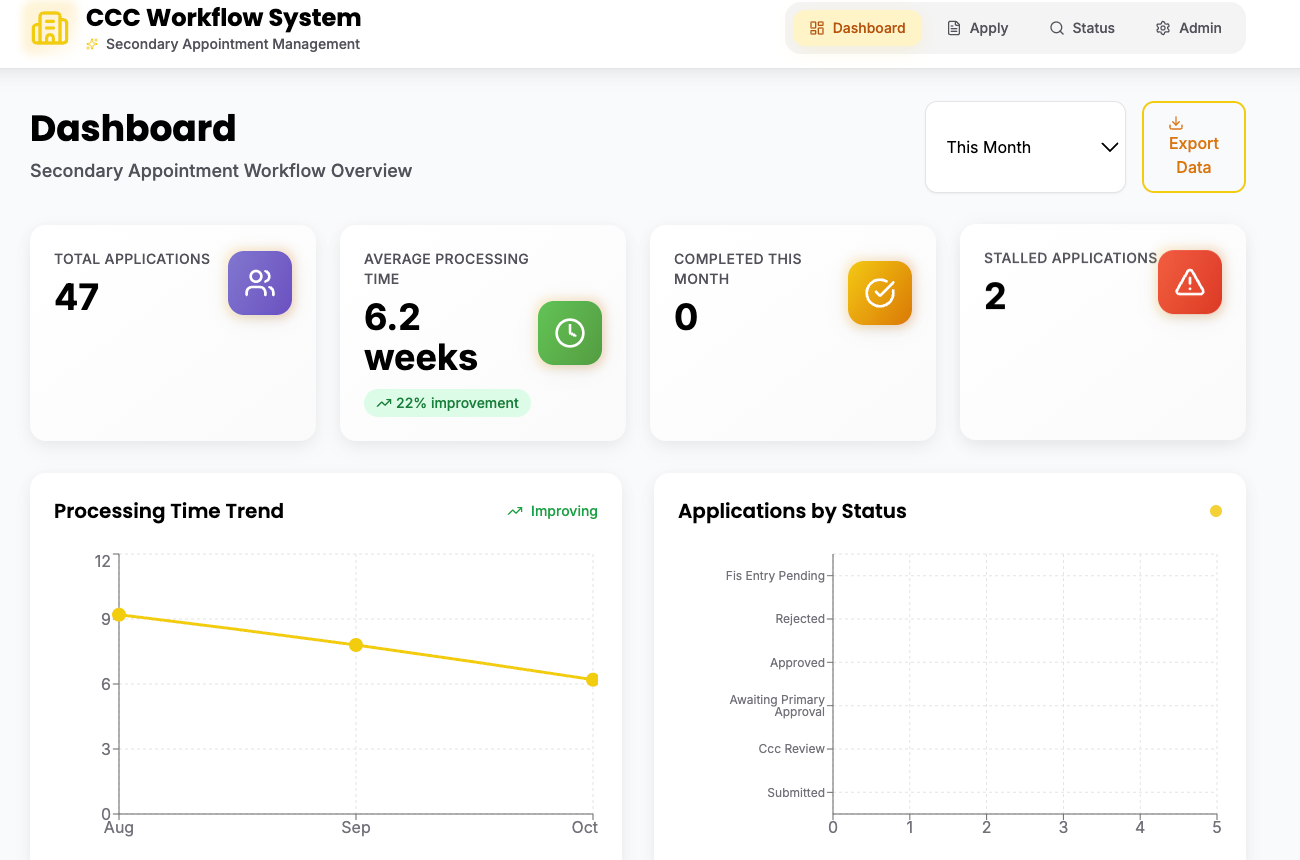 CCC Workflow System
Secondary Appointment Management
Dashboard
Apply
Status
Admin
Dashboard
Secondary Appointment Workflow Overview
This Month
Export
Data
TOTAL APPLICATIONS
47
AVERAGE PROCESSING
TIME
6.2
weeks
22% improvement
COMPLETED THIS
MONTH
0
STALLED APPLICATIONS
2
Processing Time Trend
Improving
12
9
6
3
0
Aug
Sep
Oct
Applications by Status
Fis Entry Pending
Rejected
Approved
Awaiting Primary
Approval
Ccc Review
Submitted
0
1
2
3
4
5